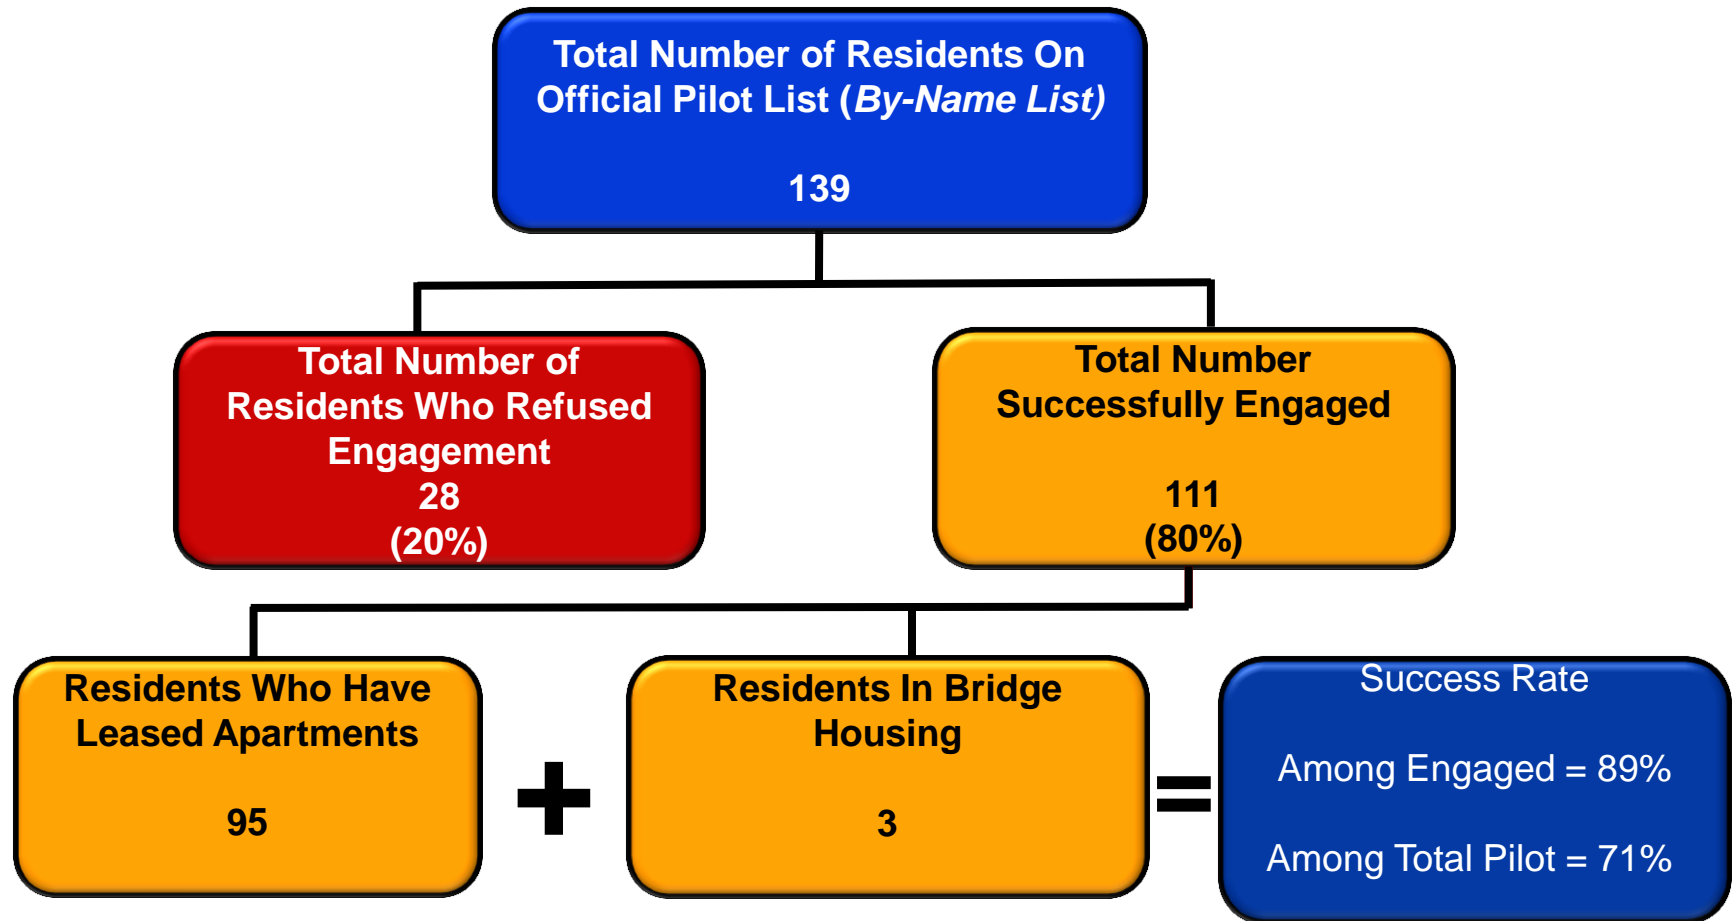 Total Number of Residents On
Official Pilot List (By-Name List)
139
Total Number of
Residents Who Refused
Engagement
28
(20%)
Total Number
Successfully Engaged
111
(80%)
Residents Who Have
Leased Apartments
95
+
Residents In Bridge
Housing
3
=
Success Rate
Among Engaged = 89%
Among Total Pilot = 71%